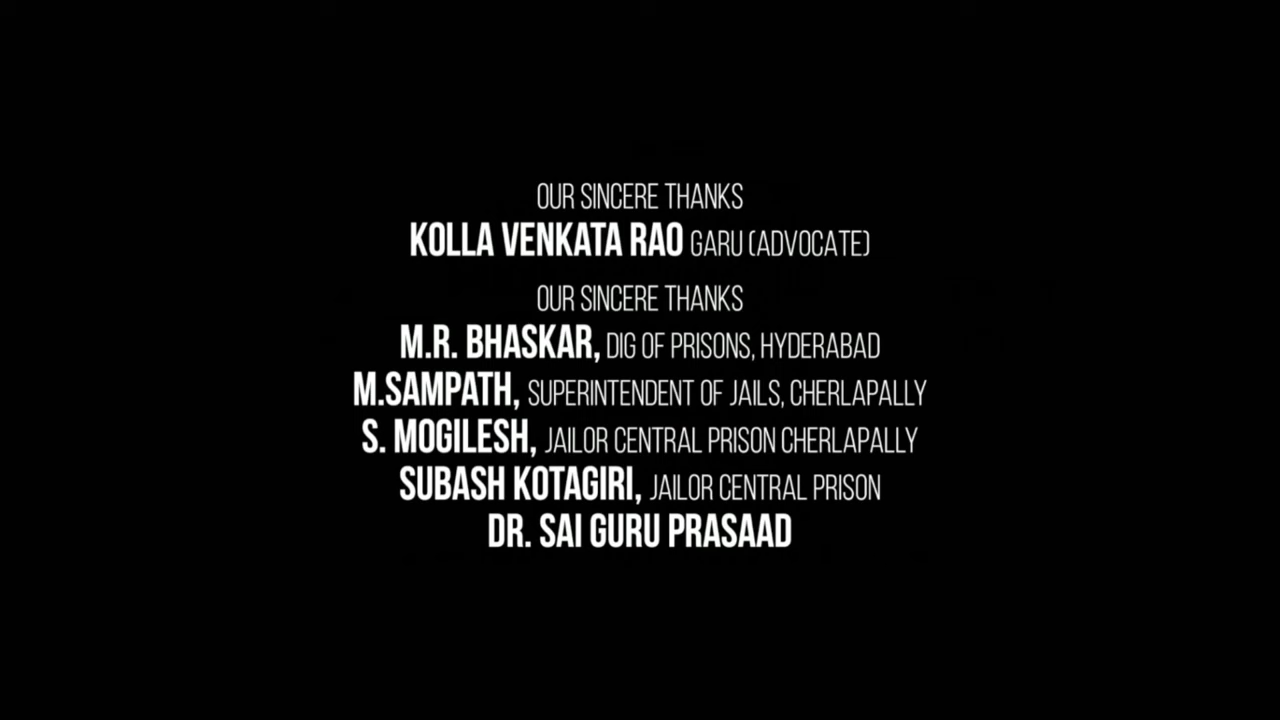 OUR SINCERE THANKS
KOLLA VENKATA RAO GARU (ADVOCATE)
OUR SINCERE THANKS
M.R. BHASKAR, DIG OF PRISONS, HYDERABAD
M.SAMPATH, SUPERINTENDENT OF JAILS, CHERLAPALLY
S. MOGILESH, JAILOR CENTRAL PRISON CHERLAPALLY
SUBASH KOTAGIRI, JAILOR CENTRAL PRISON
DR. SAI GURU PRASAAD